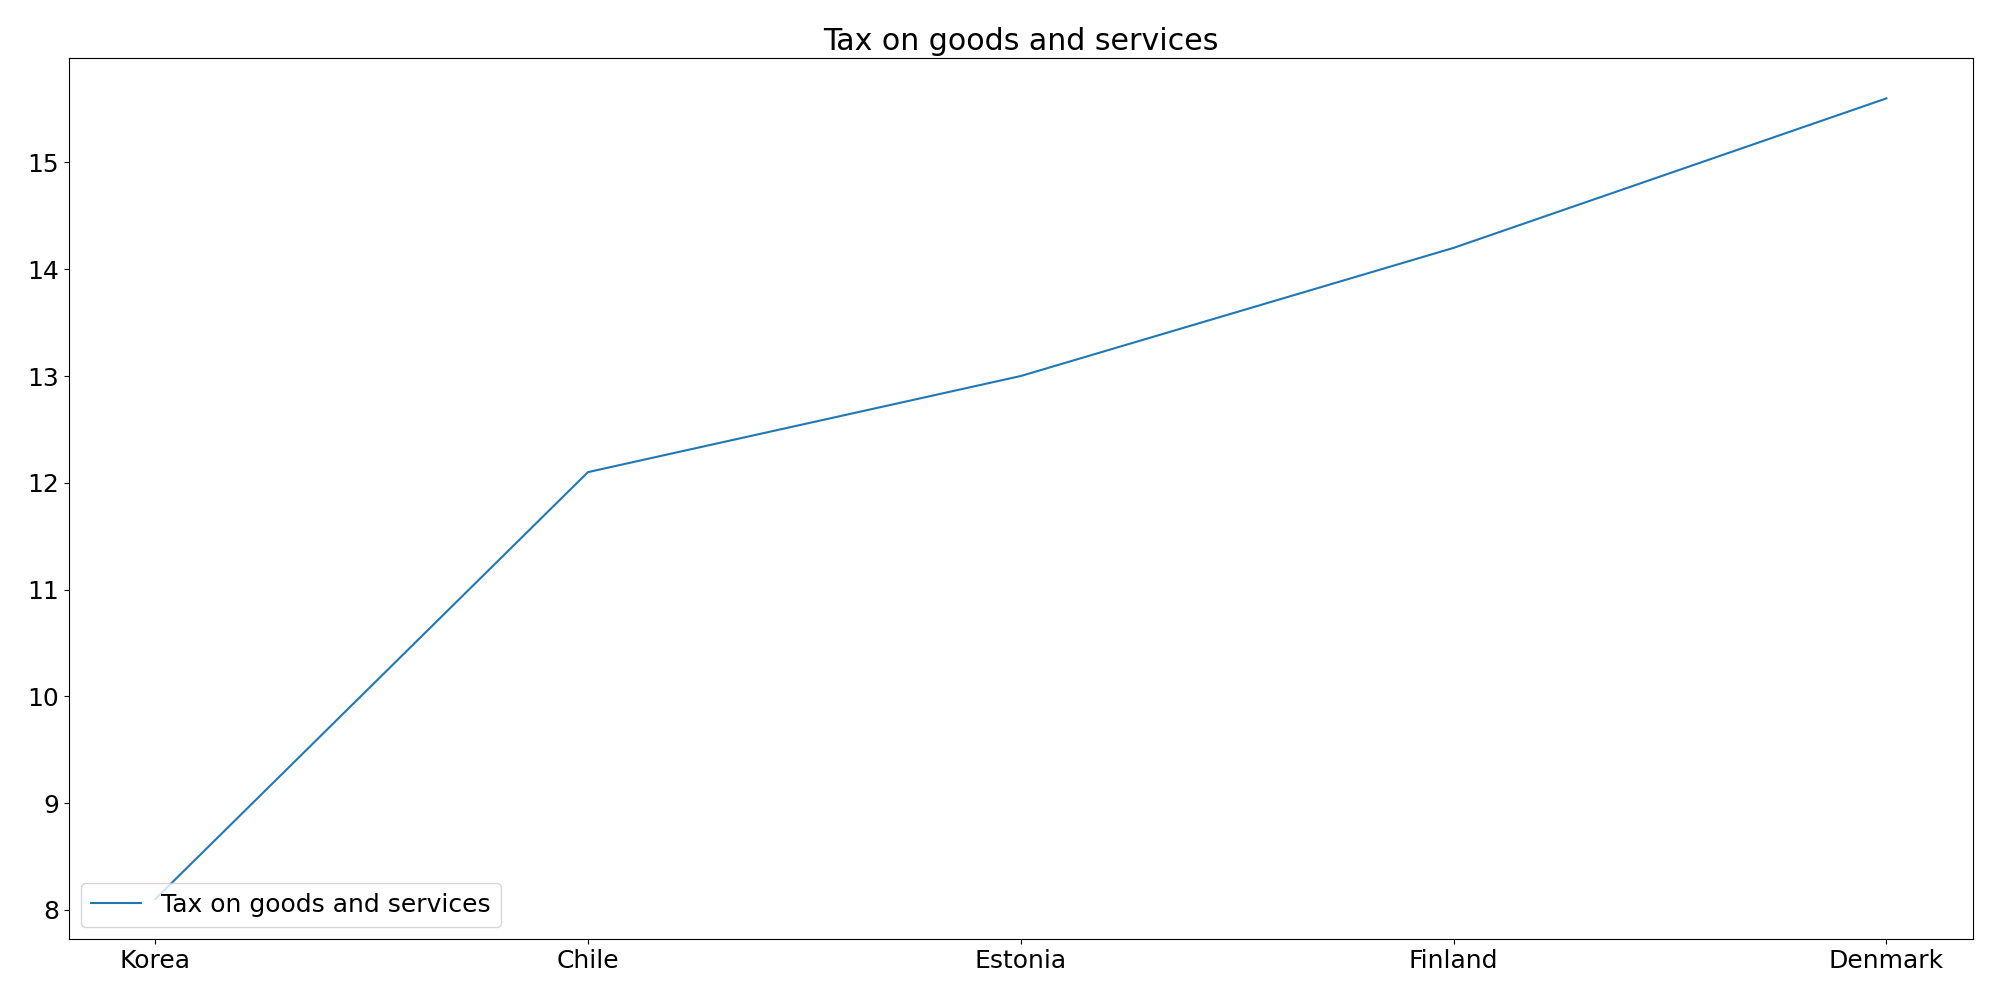 Tax on goods and services
15
14
13
12
11
10
9
8
Tax on goods and services
Korea Chile Estonia Finland Denmark